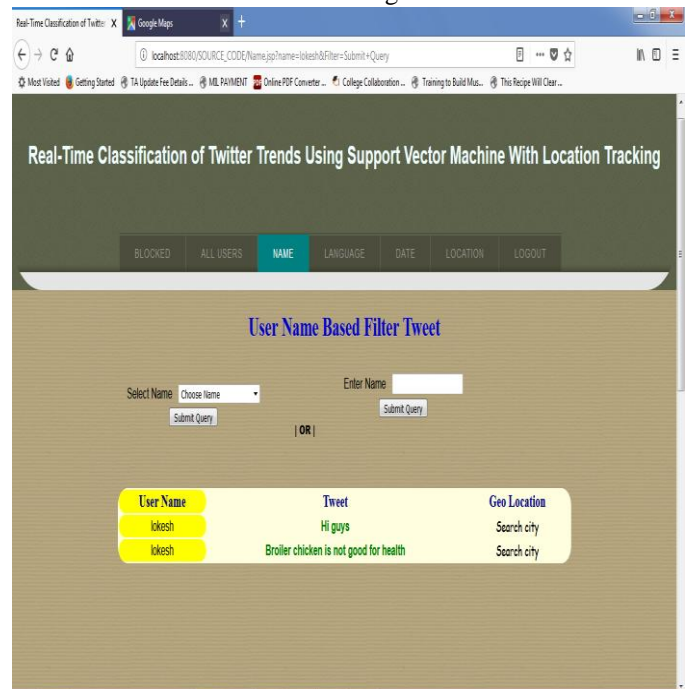 Real-Time Classification of Twitter X Google Maps X +
localhost:8080/SOURCE_CODE/Name.jsp?name=lokesh&Filter=Submit+Query
Most Visited Getting Started TA Update Fee Details ... MIL PAYMENT Online PDF Converter ... College Collaboration ... Training to Build Mus... This Recipe Will Clear ...
Real-Time Classification of Twitter Trends Using Support Vector Machine With Location Tracking
BLOCKED ALL USERS NAME LANGUAGE DATE LOCATION LOGOUT
User Name Based Filter Tweet
Select Name Choose Name Enter Name
Submit Query Submit Query
| OR |
User Name Tweet Geo Location
lokesh Hi guys Search city
lokesh Broiler chicken is not good for health Search city